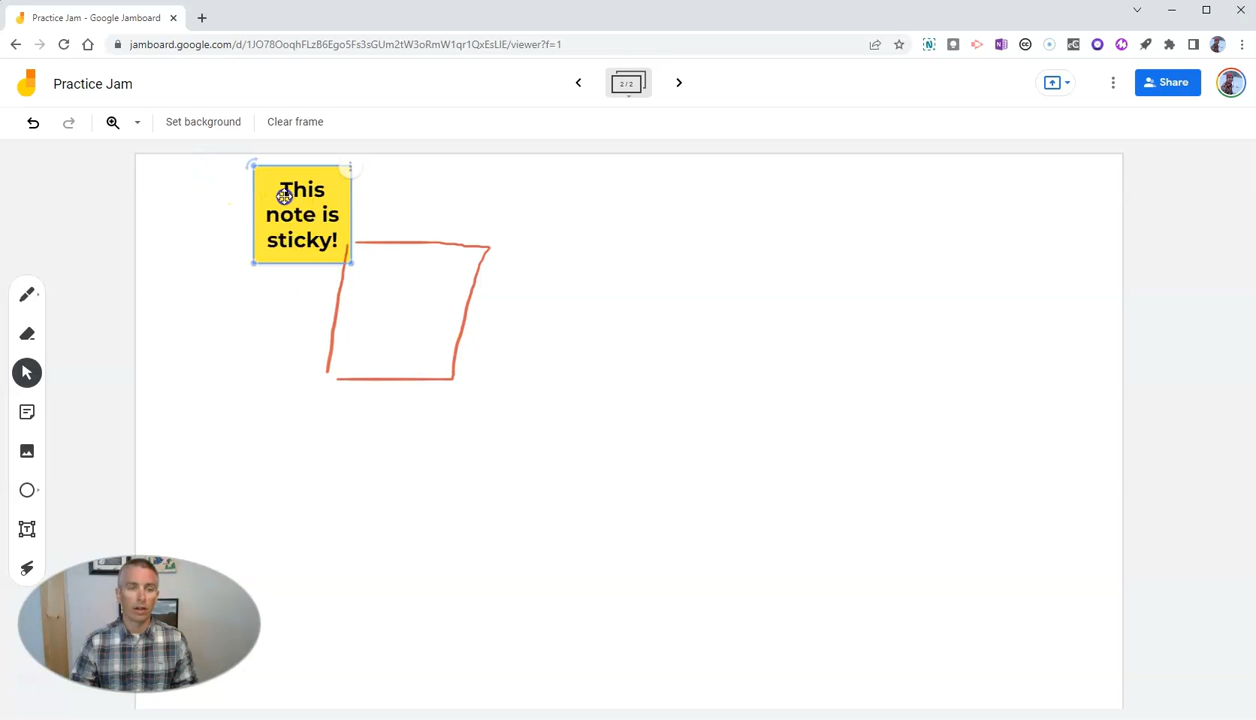 Practice Jam - Google Jamboard
jamboard.google.com/d/1JO78OoqhFLzB6Ego5Fs3sGUm2tW3oRmW1qr1QxEsLlE/viewer?f=1
Practice Jam
2 / 2
Share
Set background
Clear frame
This
note is
sticky!